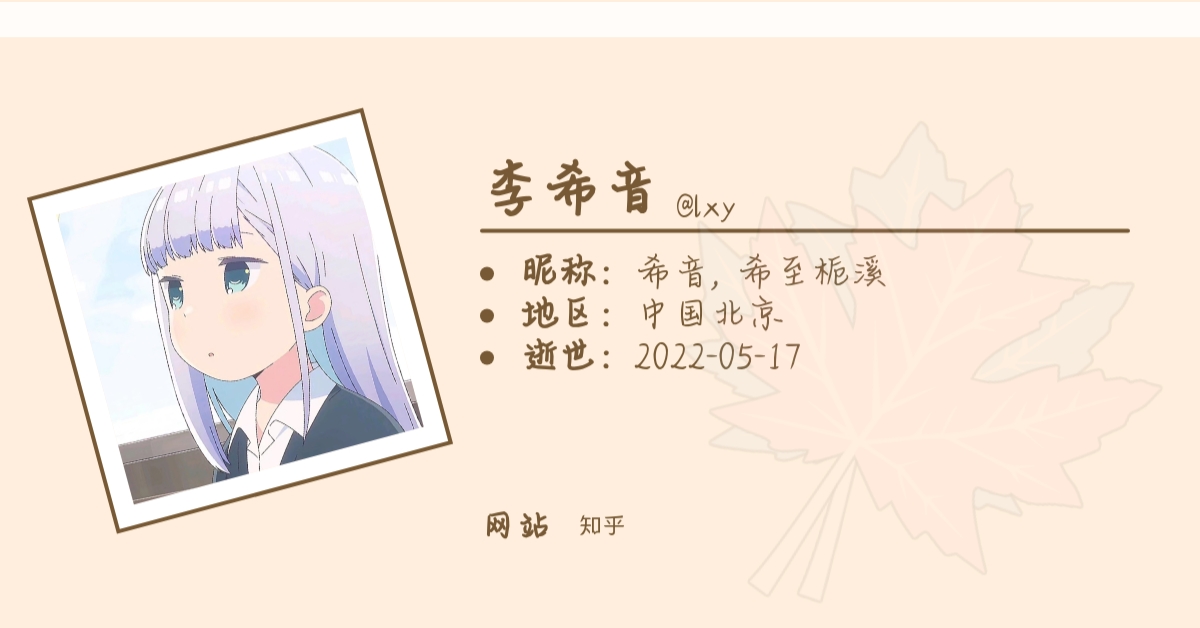 李希音 @lxy
昵称：希音，希至栀溪
地区：中国北京
逝世：2022-05-17
网站 知乎